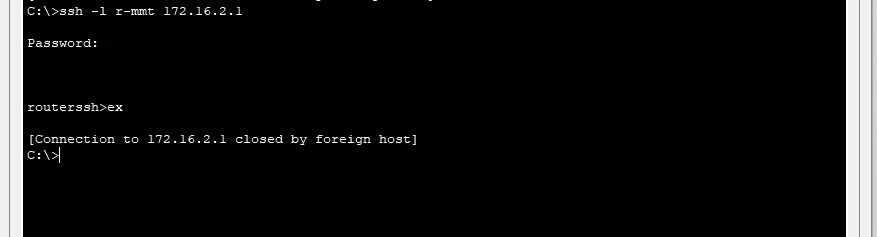 C:\>ssh -l r-mmt 172.16.2.1
Password:
routerssh>ex
[Connection to 172.16.2.1 closed by foreign host]
C:\>